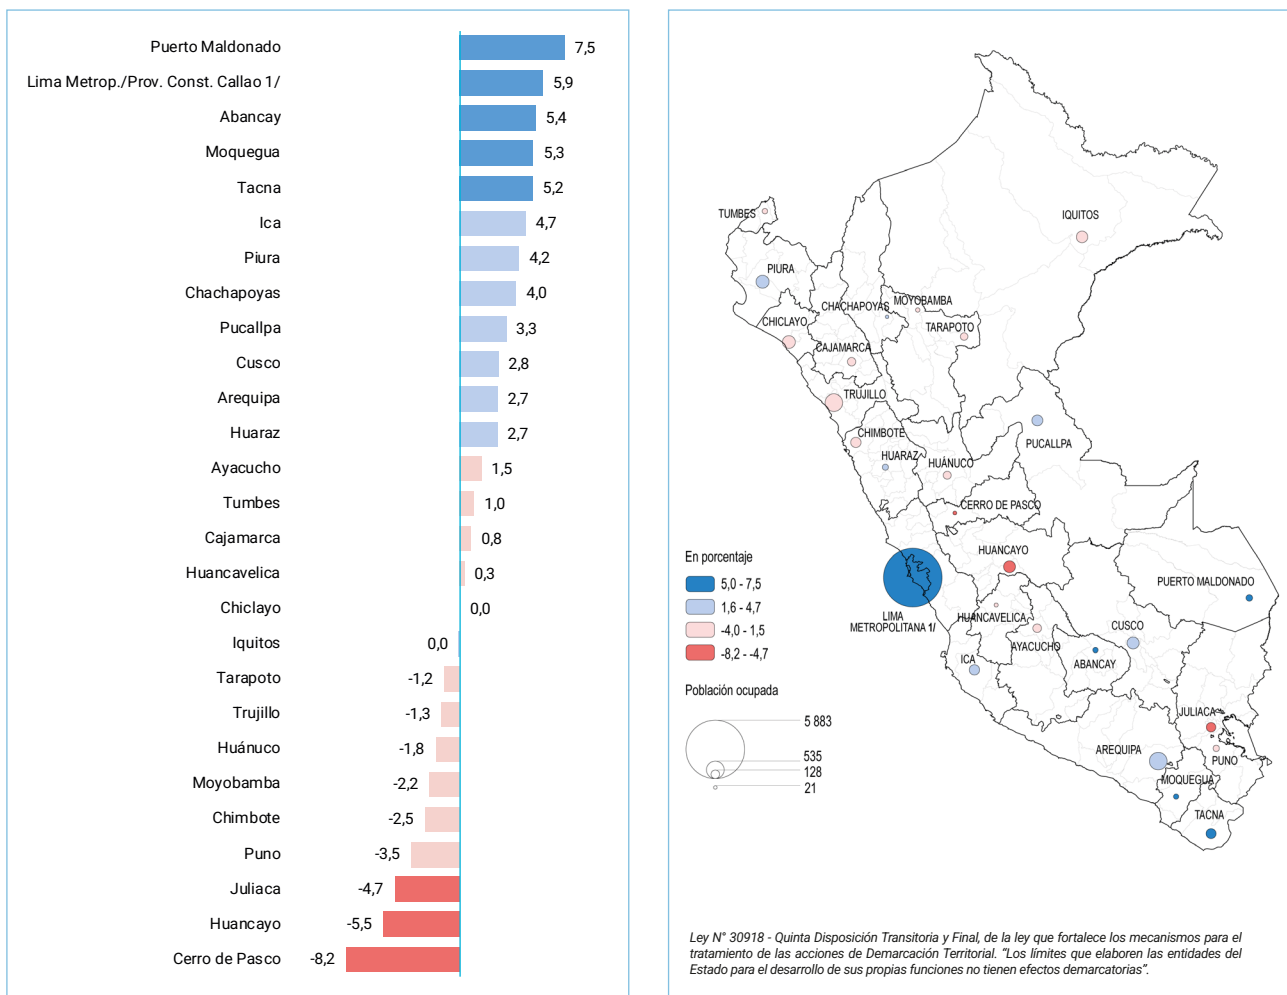 Puerto Maldonado 7,5
Lima Metrop./Prov. Const. Callao 1/ 5,9
Abancay 5,4
Moquegua 5,3
Tacna 5,2
Ica 4,7
Piura 4,2
Chachapoyas 4,0
Pucallpa 3,3
Cusco 2,8
Arequipa 2,7
Huaraz 2,7
Ayacucho 1,5
Tumbes 1,0
Cajamarca 0,8
Huancavelica 0,3
Chiclayo 0,0
Iquitos 0,0
Tarapoto -1,2
Trujillo -1,3
Huánuco -1,8
Moyobamba -2,2
Chimbote -2,5
Puno -3,5
Juliaca -4,7
Huancayo -5,5
Cerro de Pasco -8,2
TUMBES
IQUITOS
PIURA
MOYOBAMBA
CHACHAPOYAS
CHICLAYO
TARAPOTO
CAJAMARCA
TRUJILLO
CHIMBOTE
PUCALLPA
HUARAZ
HUÁNUCO
CERRO DE PASCO
HUANCAYO
PUERTO MALDONADO
LIMA
METROPOLITANA 1/
HUANCAVELICA
CUSCO
AYACUCHO
ICA
ABANCAY
JULIACA
AREQUIPA
PUNO
MOQUEGUA
TACNA
En porcentaje
5,0 - 7,5
1,6 - 4,7
-4,0 - 1,5
-8,2 - -4,7
Población ocupada
5 883
535
128
21
Ley N° 30918 - Quinta Disposición Transitoria y Final, de la ley que fortalece los mecanismos para el
tratamiento de las acciones de Demarcación Territorial. "Los límites que elaboren las entidades del
Estado para el desarrollo de sus propias funciones no tienen efectos demarcatorias".